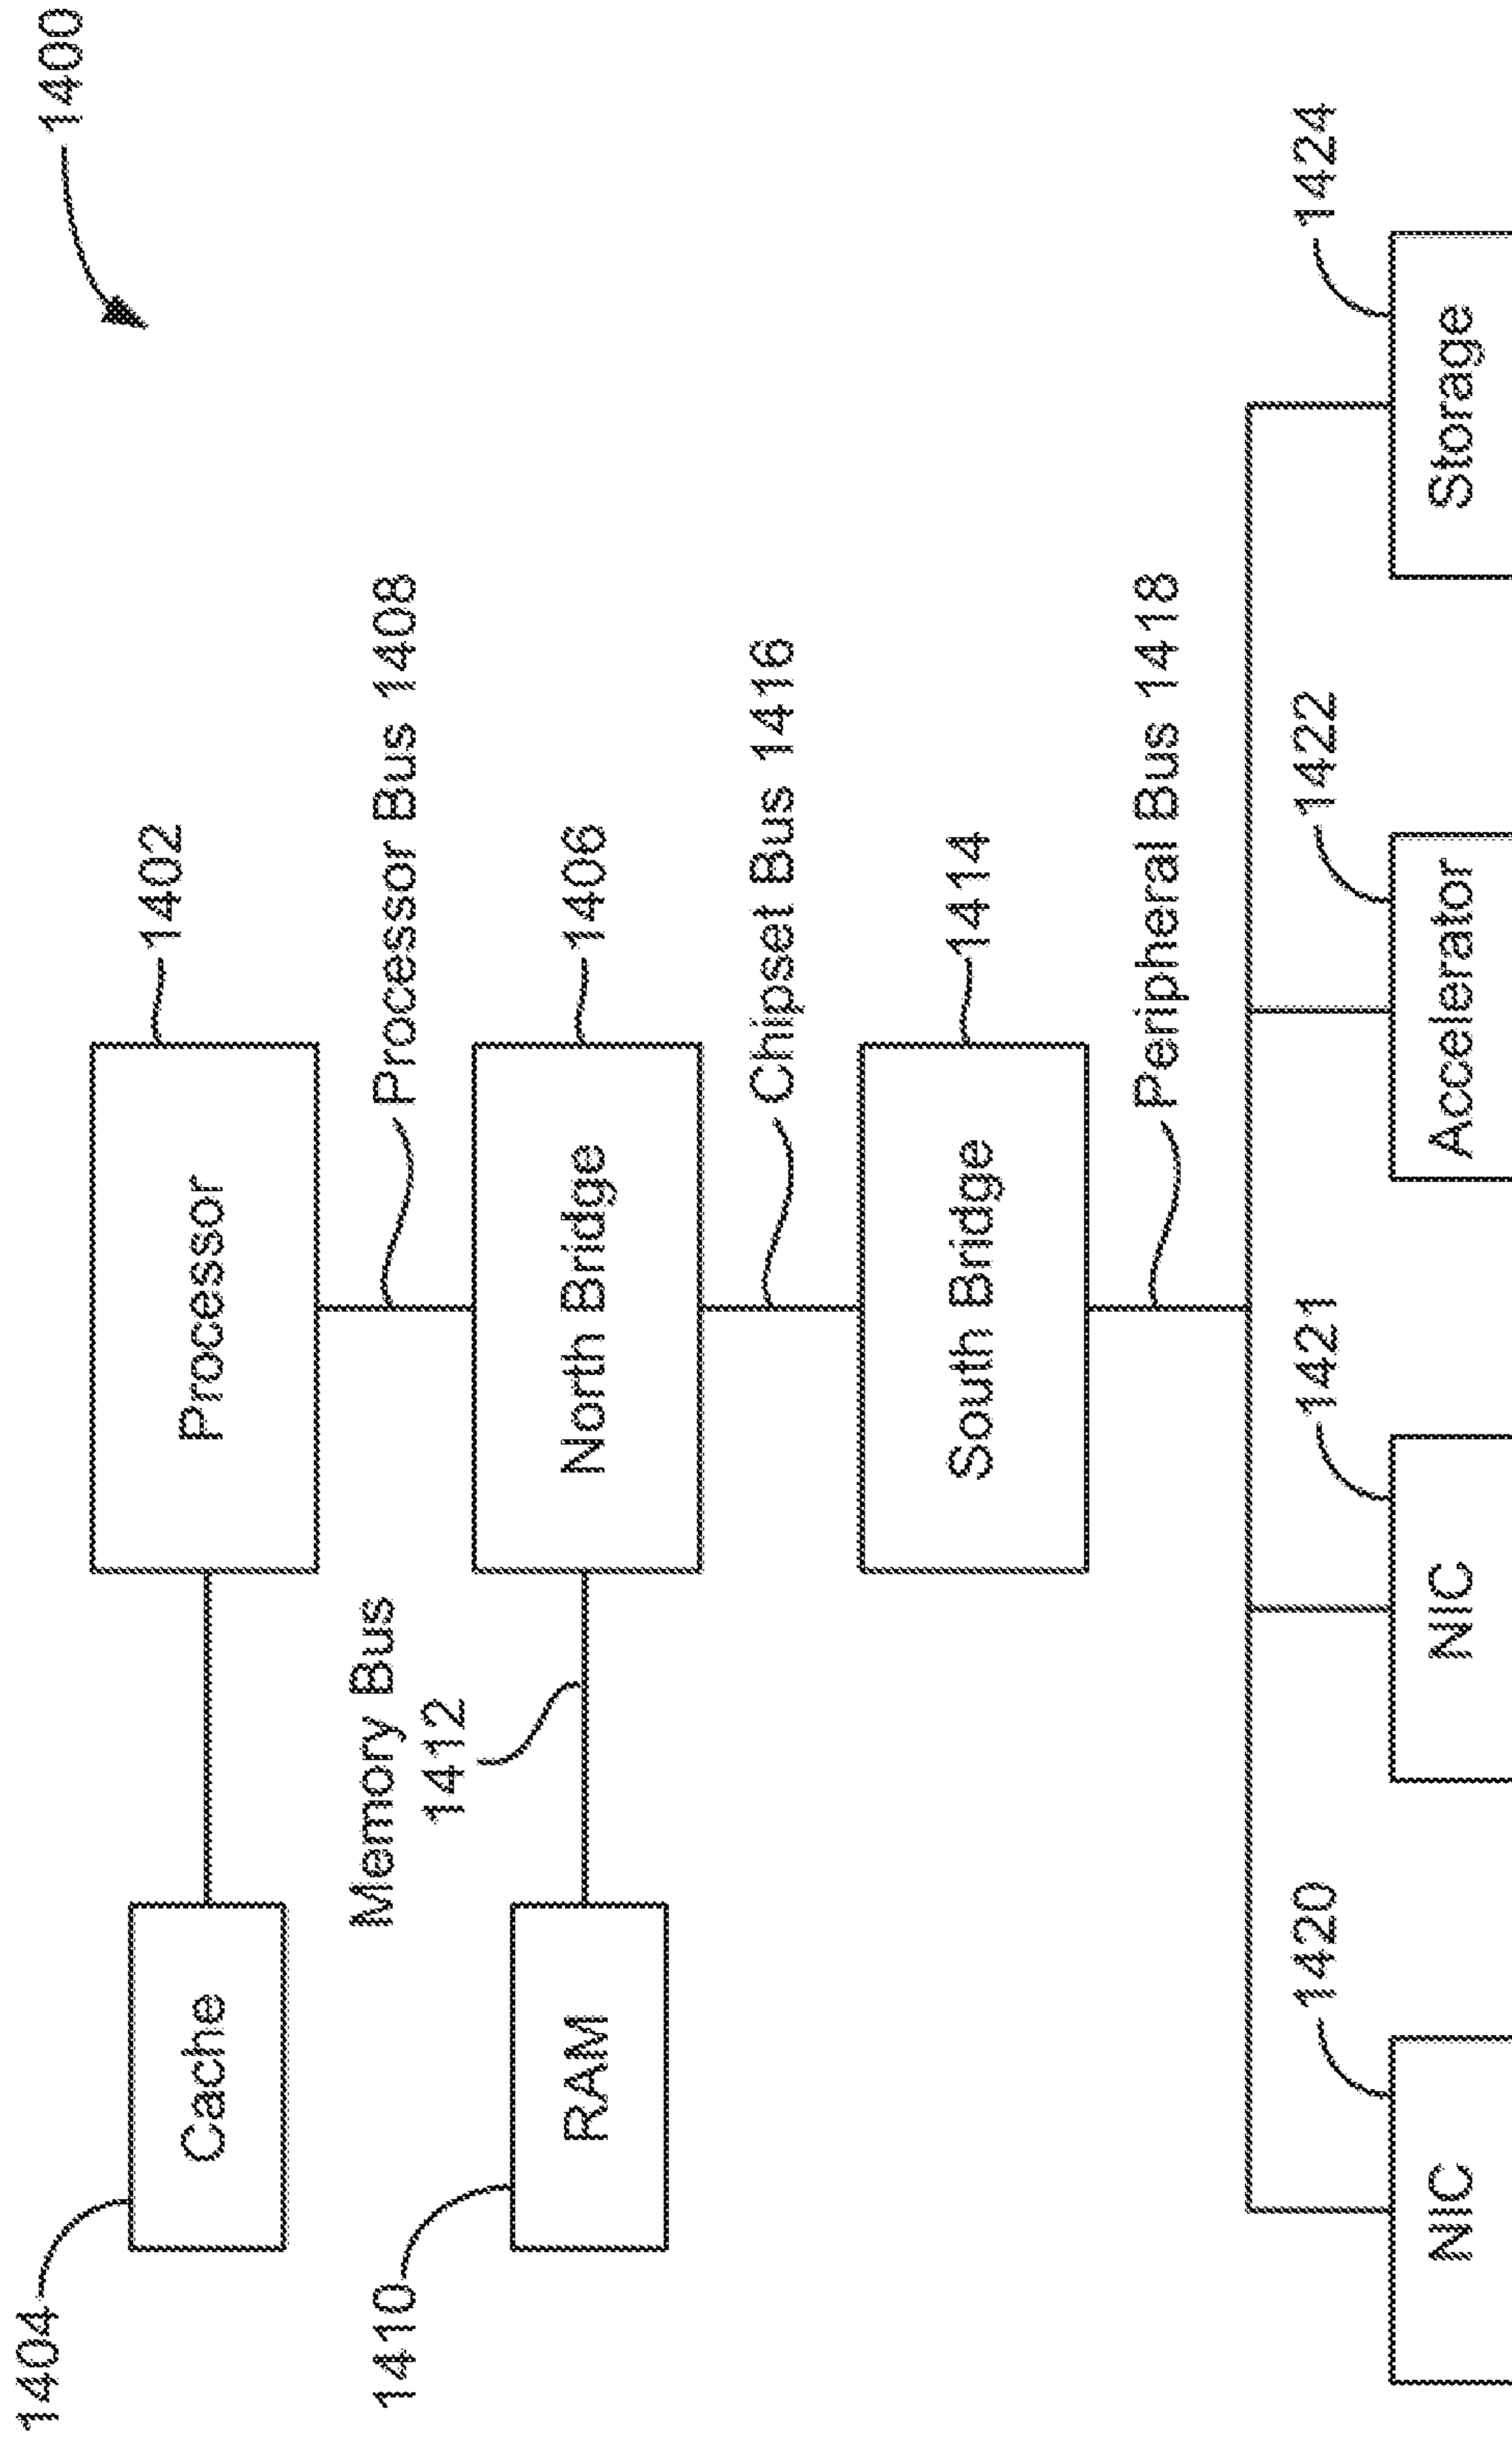 1400
1404
Cache
Processor
1402
Memory Bus
1412
Processor Bus 1408
1410
RAM
North Bridge
1406
Chipset Bus 1416
South Bridge
1414
Peripheral Bus 1418
1420
1421
1422
1424
NIC
NIC
Accelerator
Storage